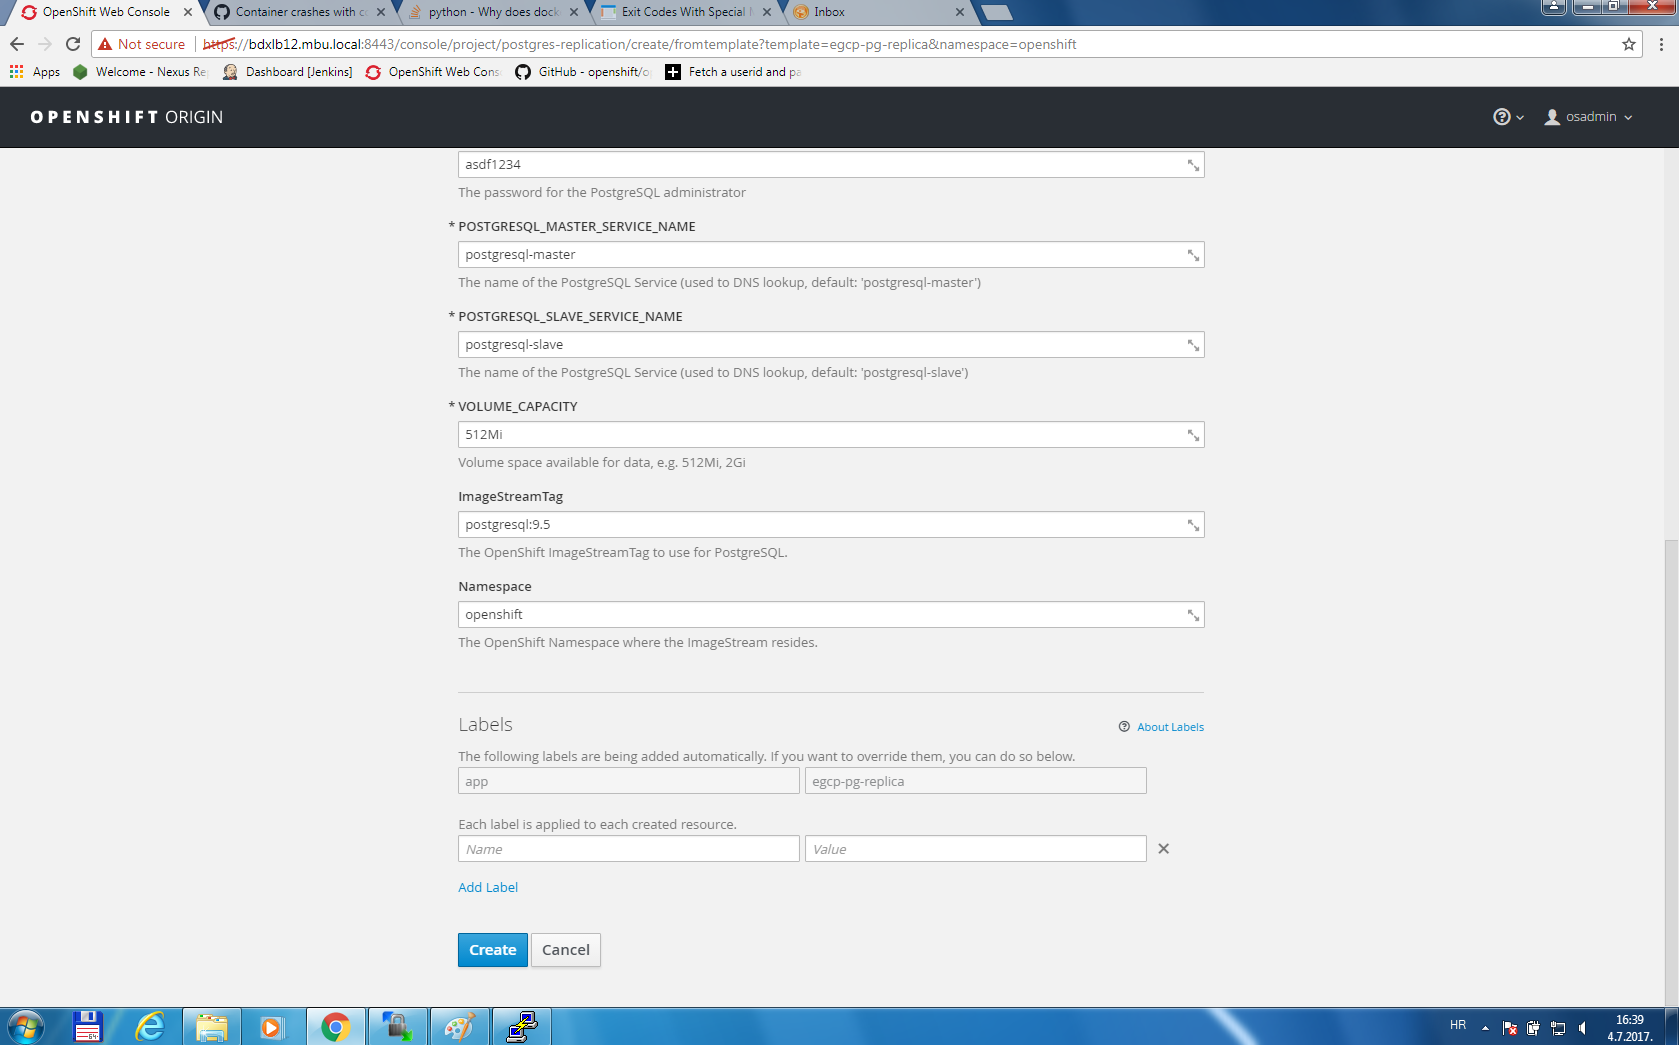 OpenShift Web Console
Container crashes with co
python - Why does dock
Exit Codes With Special M
Inbox
Not secure
https://bdxlb12.mbu.local:8443/console/project/postgres-replication/create/fromtemplate?template=egcp-pg-replica&namespace=openshift
Apps
Welcome - Nexus Re
Dashboard [Jenkins]
OpenShift Web Cons
GitHub - openshift/o
Fetch a userid and pa
OPENSHIFT ORIGIN
osadmin
asdf1234
The password for the PostgreSQL administrator
* POSTGRESQL_MASTER_SERVICE_NAME
postgresql-master
The name of the PostgreSQL Service (used to DNS lookup, default: 'postgresql-master')
* POSTGRESQL_SLAVE_SERVICE_NAME
postgresql-slave
The name of the PostgreSQL Service (used to DNS lookup, default: 'postgresql-slave')
* VOLUME_CAPACITY
512Mi
Volume space available for data, e.g. 512Mi, 2Gi
ImageStreamTag
postgresql:9.5
The OpenShift ImageStreamTag to use for PostgreSQL.
Namespace
openshift
The OpenShift Namespace where the ImageStream resides.
Labels
About Labels
The following labels are being added automatically. If you want to override them, you can do so below.
app
egcp-pg-replica
Each label is applied to each created resource.
Name
Value
Add Label
Create
Cancel
64
HR
16:39
4.7.2017.